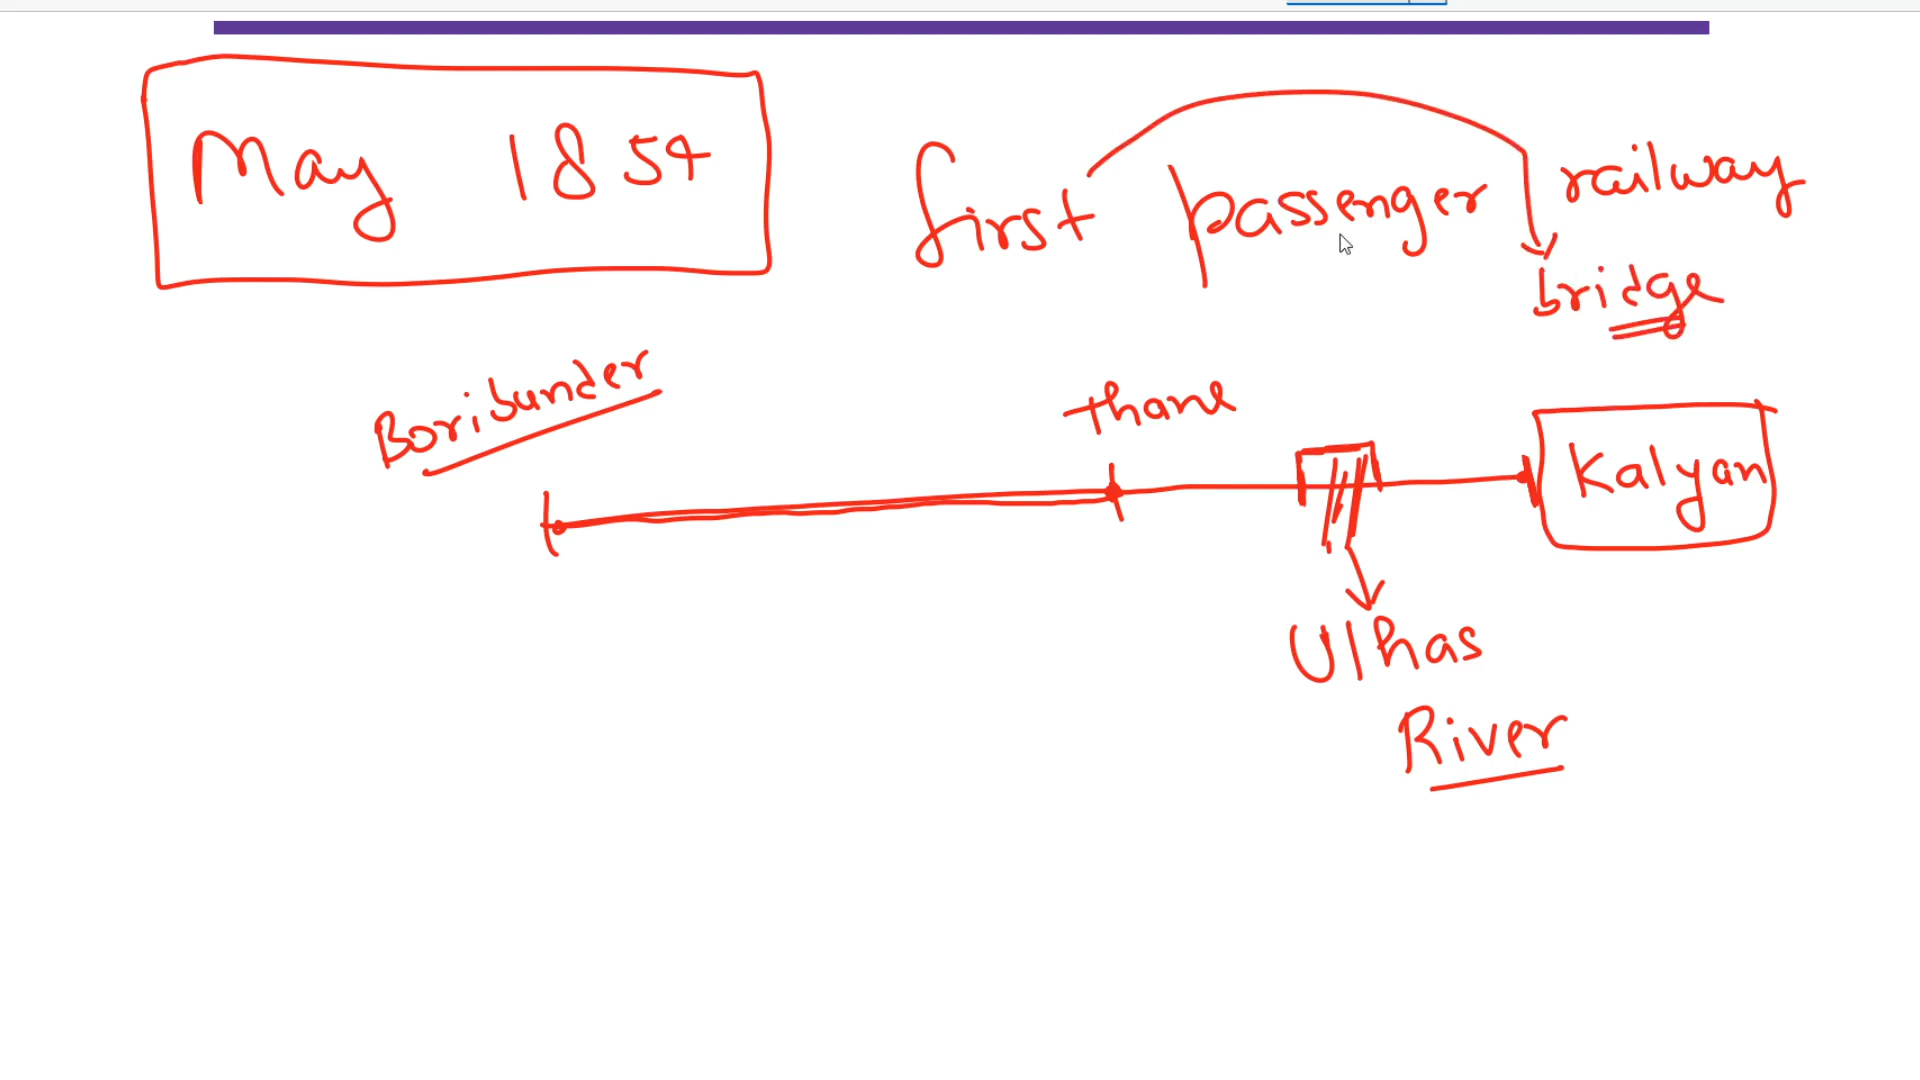 May 1854
first passenger railway
bridge
Boribunder
thane
Kalyan
Ulhas
River